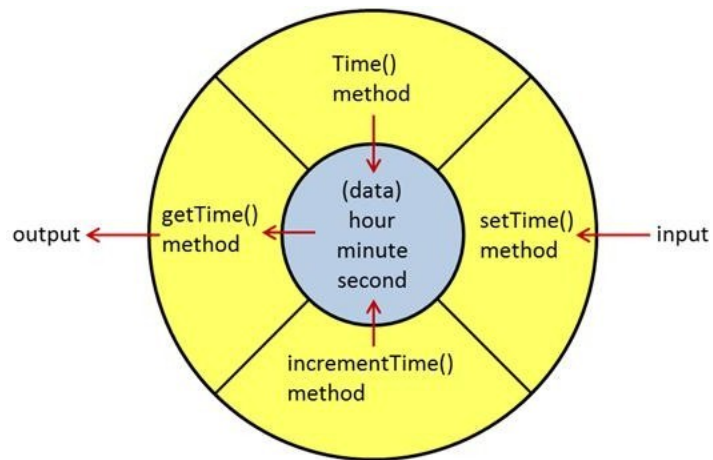 Time()
method
output
getTime()
method
(data)
hour
minute
second
setTime()
method
input
incrementTime()
method